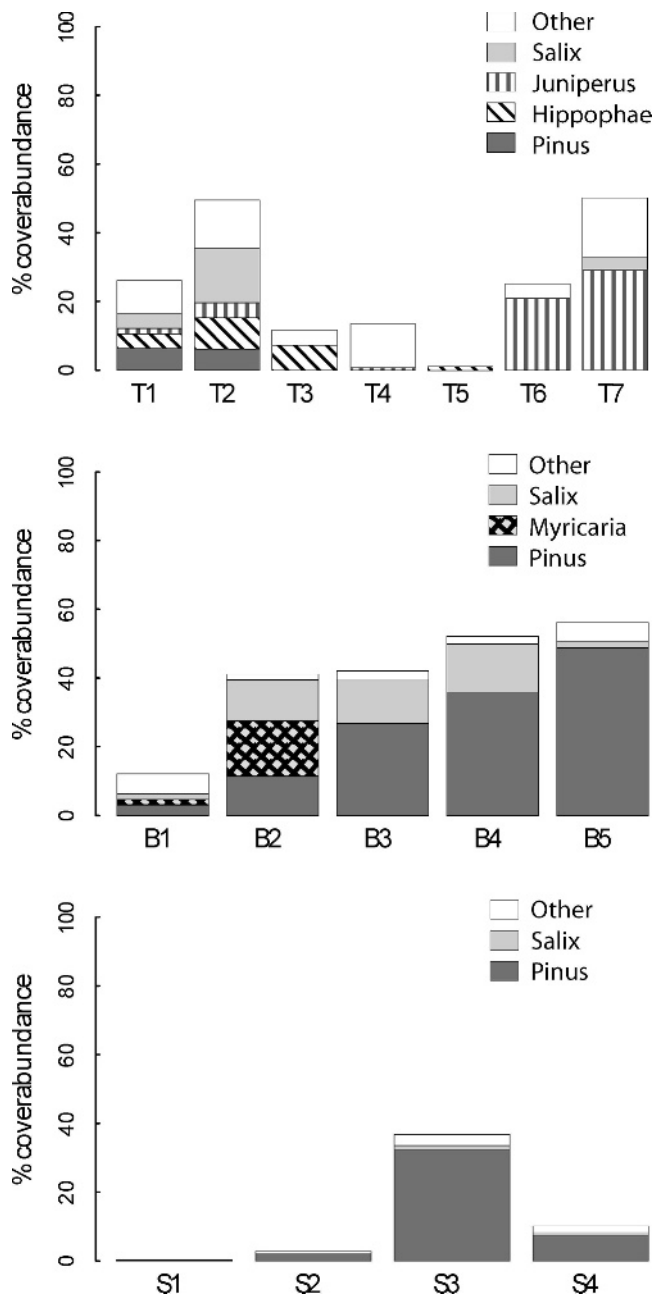 % coverabundance
100
80
60
40
20
0
Other
Salix
Juniperus
Hippophae
Pinus
T1 T2 T3 T4 T5 T6 T7
% coverabundance
100
80
60
40
20
0
Other
Salix
Myricaria
Pinus
B1 B2 B3 B4 B5
% coverabundance
100
80
60
40
20
0
Other
Salix
Pinus
S1 S2 S3 S4